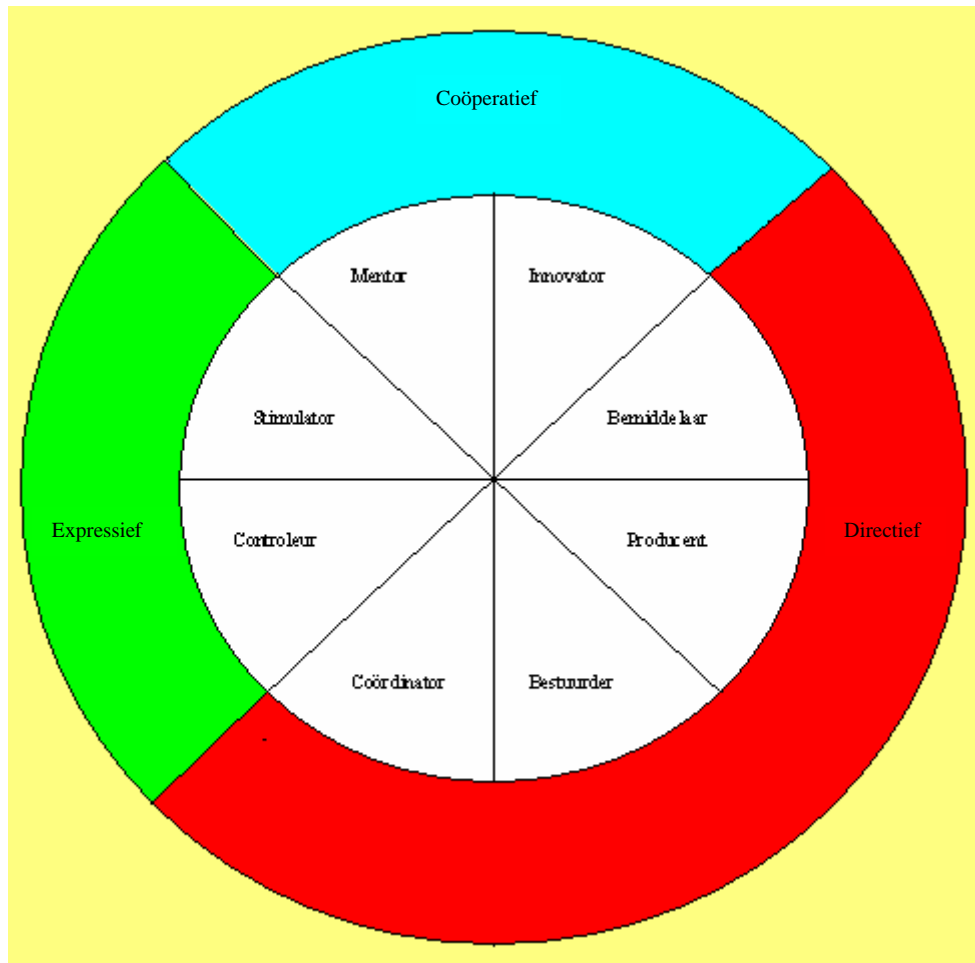 Coöperatief
Mentor
Innovator
Stimulator
Bemiddelaar
Expressief
Directief
Controleur
Producent
Coördinator
Bestuurder